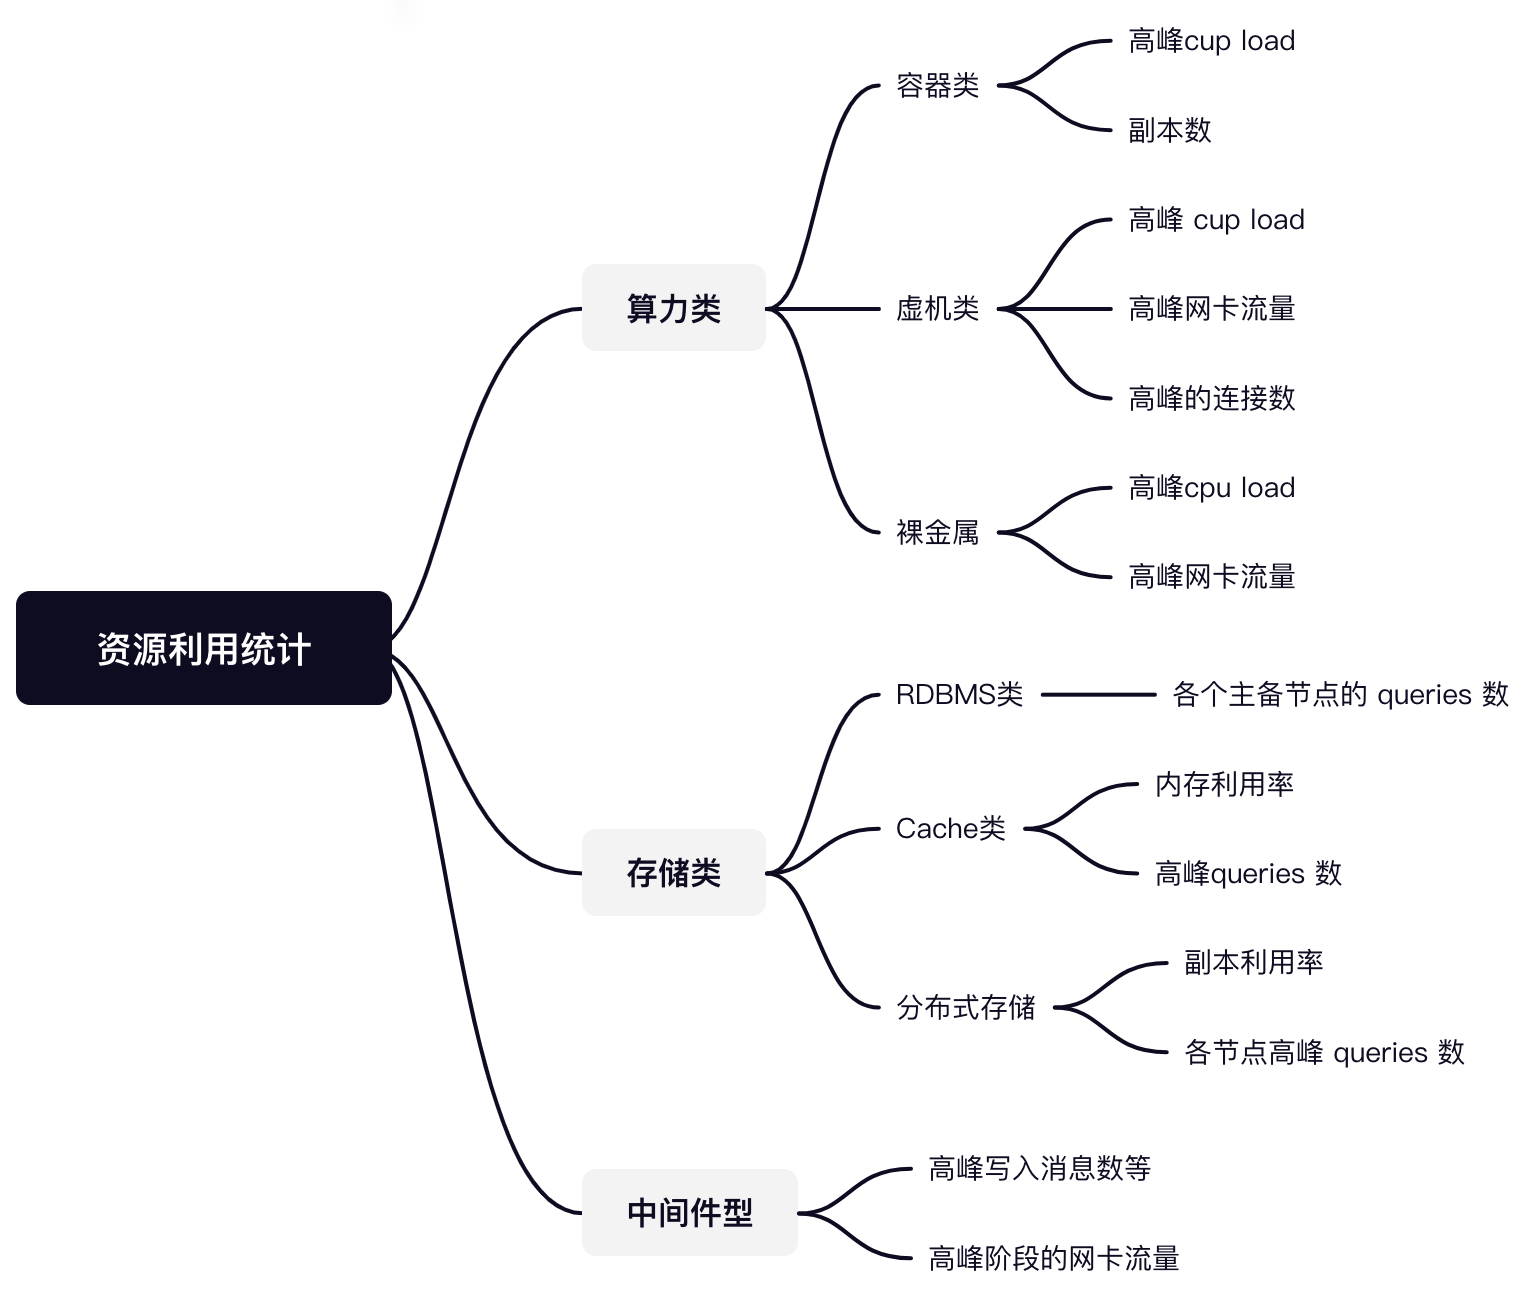 资源利用统计
算力类
容器类
高峰cup load
副本数
虚机类
高峰 cup load
高峰网卡流量
高峰的连接数
裸金属
高峰cpu load
高峰网卡流量
存储类
RDBMS类
各个主备节点的 queries 数
Cache类
内存利用率
高峰queries 数
分布式存储
副本利用率
各节点高峰 queries 数
中间件型
高峰写入消息数等
高峰阶段的网卡流量